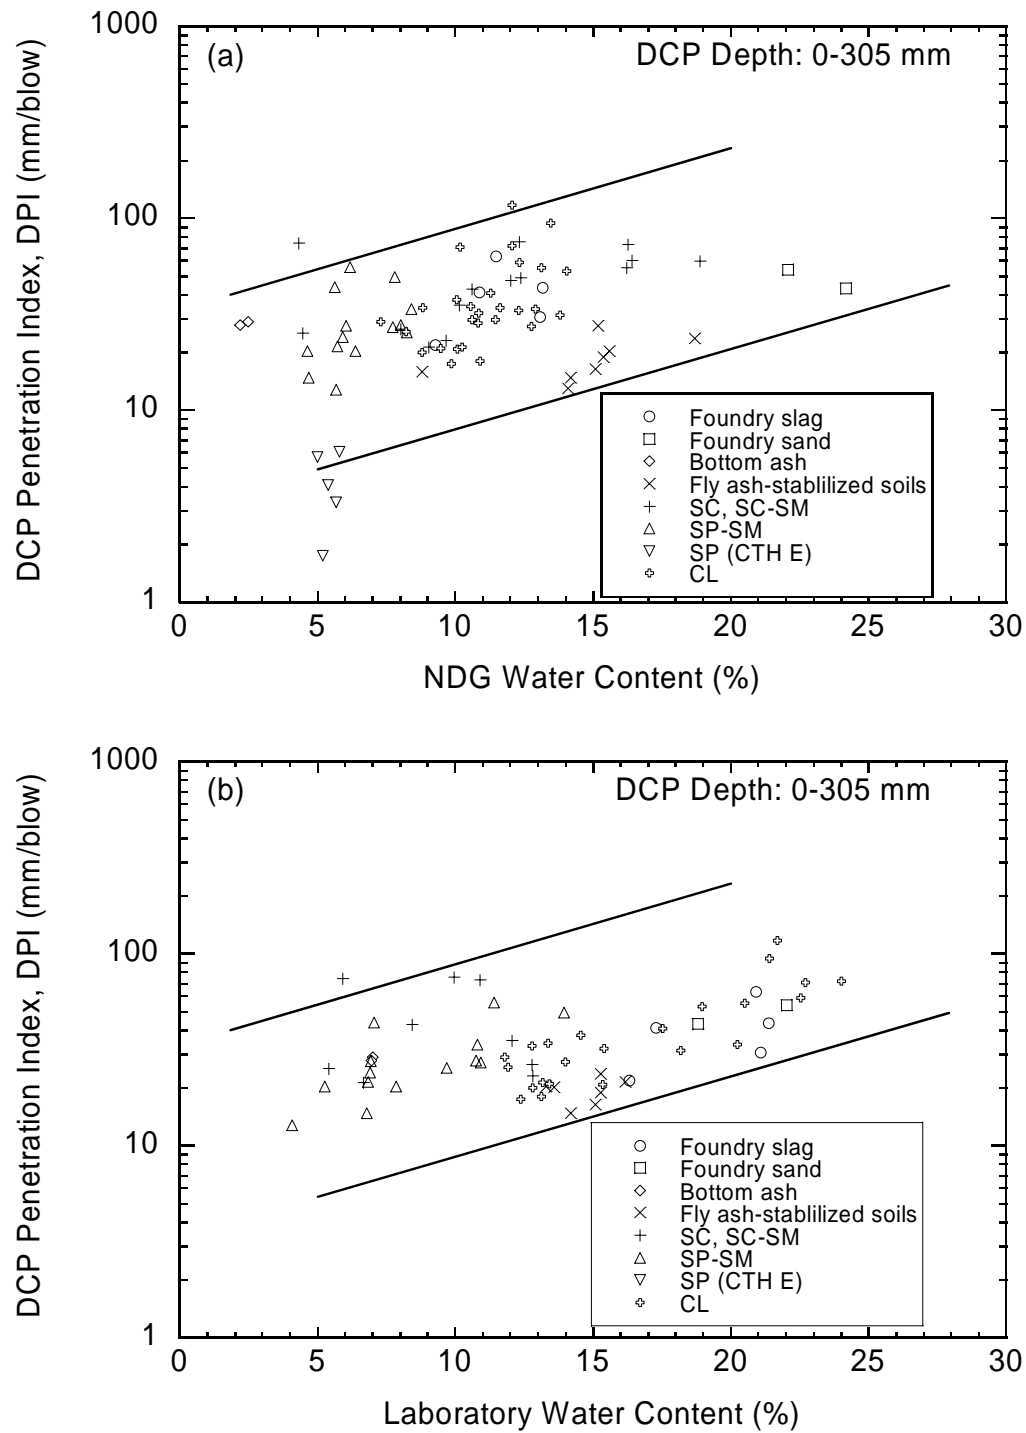 1000
(a)
DCP Depth: 0-305 mm
DCP Penetration Index, DPI (mm/blow)
100
10
Foundry slag
Foundry sand
Bottom ash
Fly ash-stablilized soils
SC, SC-SM
SP-SM
SP (CTH E)
CL
1
0 5 10 15 20 25 30
NDG Water Content (%)
1000
(b)
DCP Depth: 0-305 mm
DCP Penetration Index, DPI (mm/blow)
100
10
Foundry slag
Foundry sand
Bottom ash
Fly ash-stablilized soils
SC, SC-SM
SP-SM
SP (CTH E)
CL
1
0 5 10 15 20 25 30
Laboratory Water Content (%)